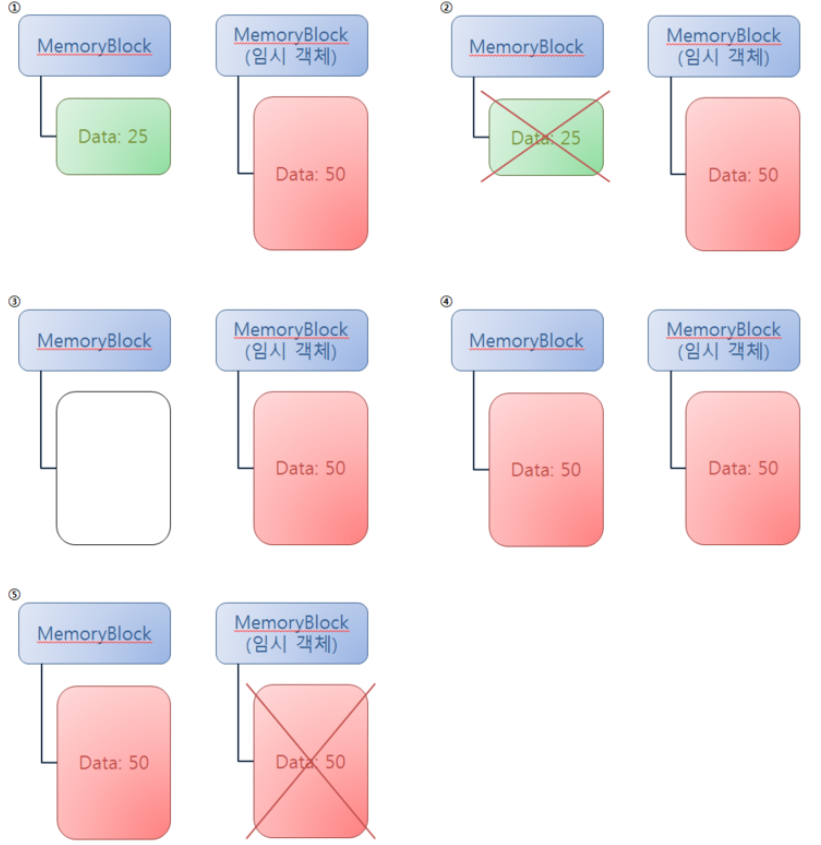 ①
MemoryBlock
MemoryBlock
(임시 객체)
Data: 25
Data: 50
②
MemoryBlock
MemoryBlock
(임시 객체)
Data: 25
Data: 50
③
MemoryBlock
MemoryBlock
(임시 객체)
Data: 50
④
MemoryBlock
MemoryBlock
(임시 객체)
Data: 50
Data: 50
⑤
MemoryBlock
MemoryBlock
(임시 객체)
Data: 50
Data: 50